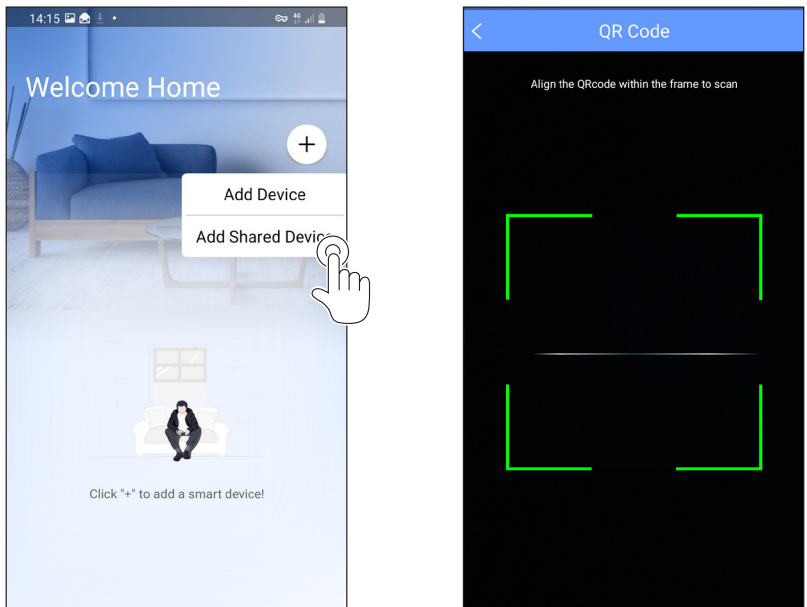 14:15
4G
Welcome Home
+
Add Device
Add Shared Device
Click "+" to add a smart device!
QR Code
Align the QRcode within the frame to scan